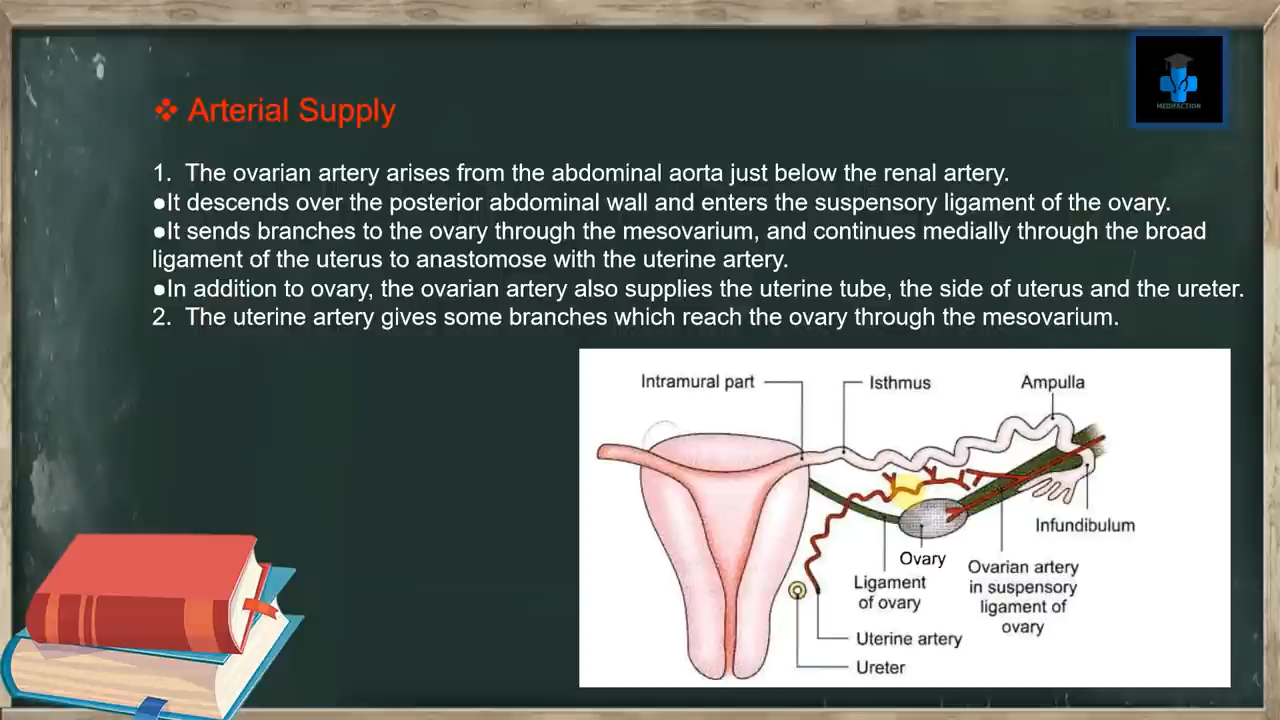 ❖ Arterial Supply
MEDIFACTION
1. The ovarian artery arises from the abdominal aorta just below the renal artery.
●It descends over the posterior abdominal wall and enters the suspensory ligament of the ovary.
●It sends branches to the ovary through the mesovarium, and continues medially through the broad
ligament of the uterus to anastomose with the uterine artery.
●In addition to ovary, the ovarian artery also supplies the uterine tube, the side of uterus and the ureter.
2. The uterine artery gives some branches which reach the ovary through the mesovarium.
Intramural part
Isthmus
Ampulla
Infundibulum
Ovary
Ligament
of ovary
Ovarian artery
in suspensory
ligament of
ovary
Uterine artery
Ureter